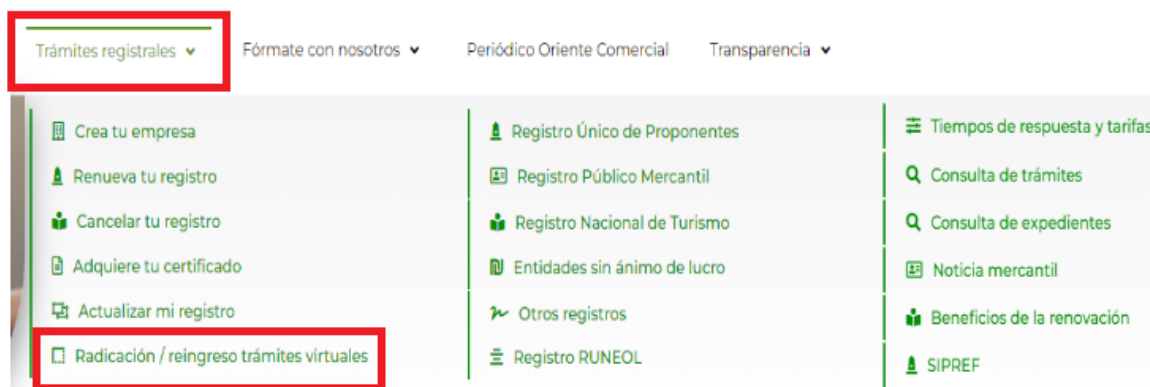 Trámites registrales
Fórmate con nosotros
Periódico Oriente Comercial
Transparencia
Crea tu empresa
Renueva tu registro
Cancelar tu registro
Adquiere tu certificado
Actualizar mi registro
Radicación / reingreso trámites virtuales
Registro Único de Proponentes
Registro Público Mercantil
Registro Nacional de Turismo
Entidades sin ánimo de lucro
Otros registros
Registro RUNEOL
Tiempos de respuesta y tarifas
Consulta de trámites
Consulta de expedientes
Noticia mercantil
Beneficios de la renovación
SIPREF